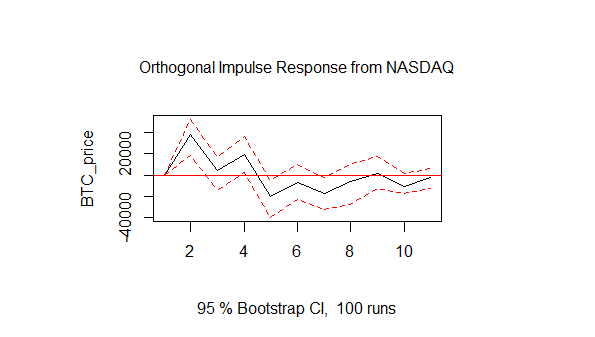 Orthogonal Impulse Response from NASDAQ
BTC_price
20000
-40000
2 4 6 8 10
95 % Bootstrap CI, 100 runs